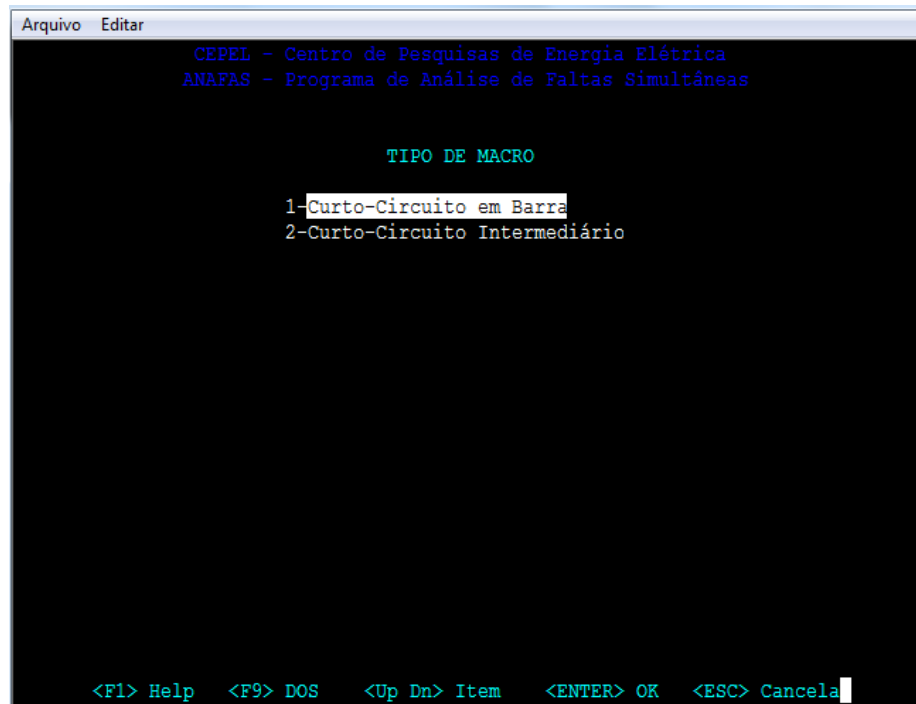 Arquivo Editar
CEPEL - Centro de Pesquisas de Energia Elétrica
ANAFAS - Programa de Análise de Faltas Simultâneas
TIPO DE MACRO
1-Curto-Circuito em Barra
2-Curto-Circuito Intermediário
<F1> Help <F9> DOS <Up Dn> Item <ENTER> OK <ESC> Cancela